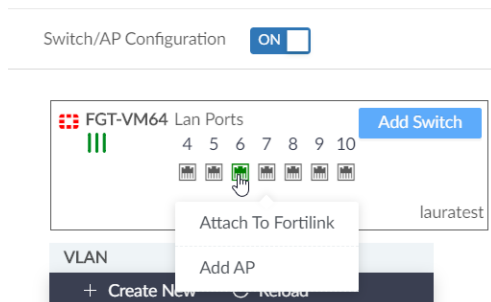 Switch/AP Configuration ON
FGT-VM64 Lan Ports Add Switch
4 5 6 7 8 9 10
Attach To Fortilink
lauratest
VLAN
Add AP
+ Create New Reload